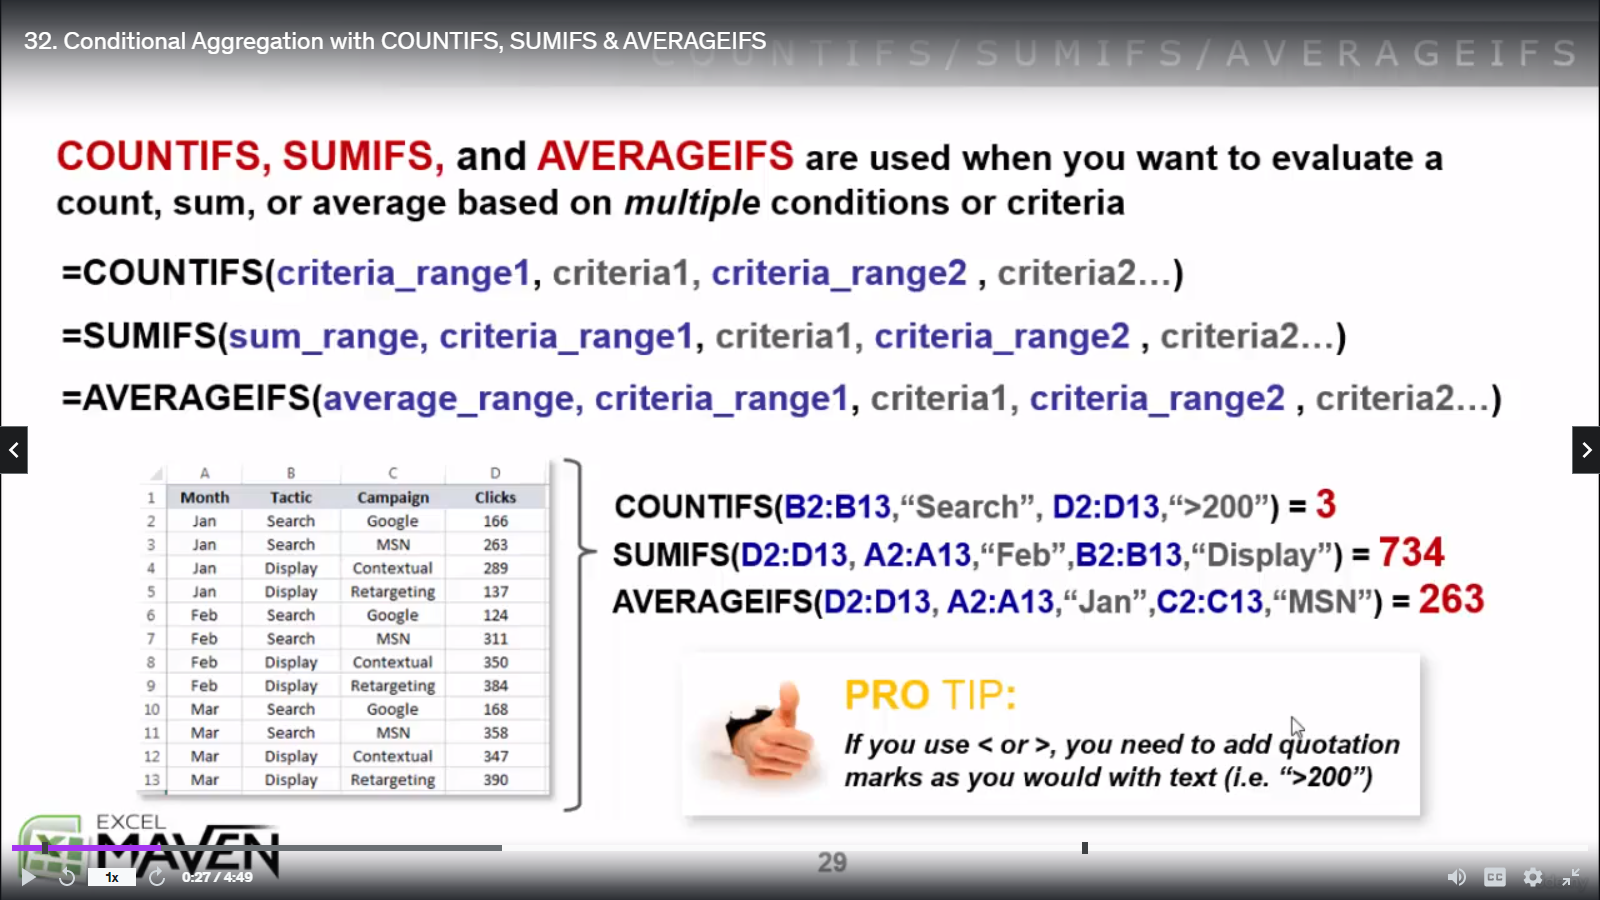 32. Conditional Aggregation with COUNTIFS, SUMIFS & AVERAGEIFS
COUNTIFS/SUMIFS/AVERAGEIFS
COUNTIFS, SUMIFS, and AVERAGEIFS are used when you want to evaluate a
count, sum, or average based on multiple conditions or criteria
=COUNTIFS(criteria_range1, criteria1, criteria_range2 , criteria2...)
=SUMIFS(sum_range, criteria_range1, criteria1, criteria_range2 , criteria2...)
=AVERAGEIFS(average_range, criteria_range1, criteria1, criteria_range2 , criteria2...)
A B C D
1 Month Tactic Campaign Clicks
2 Jan Search Google 166
3 Jan Search MSN 263
4 Jan Display Contextual 289
5 Jan Display Retargeting 137
6 Feb Search Google 124
7 Feb Search MSN 311
8 Feb Display Contextual 350
9 Feb Display Retargeting 384
10 Mar Search Google 168
11 Mar Search MSN 358
12 Mar Display Contextual 347
13 Mar Display Retargeting 390
COUNTIFS(B2:B13,“Search”, D2:D13,“>200”) = 3
SUMIFS(D2:D13, A2:A13,“Feb”,B2:B13,“Display”) = 734
AVERAGEIFS(D2:D13, A2:A13,“Jan”,C2:C13,“MSN”) = 263
PRO TIP:
If you use < or >, you need to add quotation
marks as you would with text (i.e. “>200”)
EXCEL
MAVEN
29
1x 0:27 / 4:49
CC